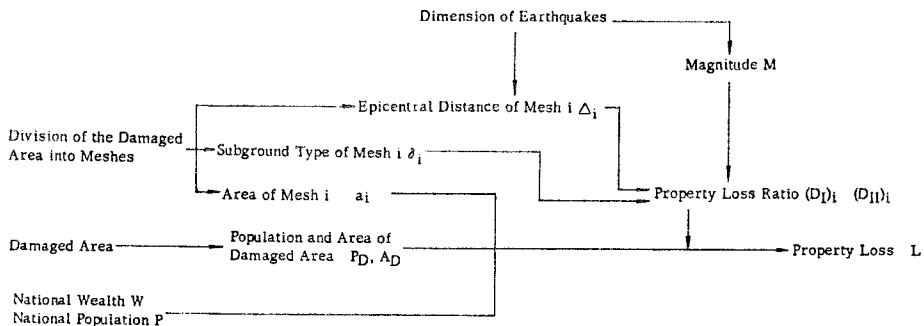 Dimension of Earthquakes
Magnitude M
Epicentral Distance of Mesh i Δi
Division of the Damaged
Area into Meshes
Subground Type of Mesh i δi
Area of Mesh i ai
Property Loss Ratio (DI)i (DII)i
Damaged Area
Population and Area of
Damaged Area PD, AD
Property Loss L
National Wealth W
National Population P